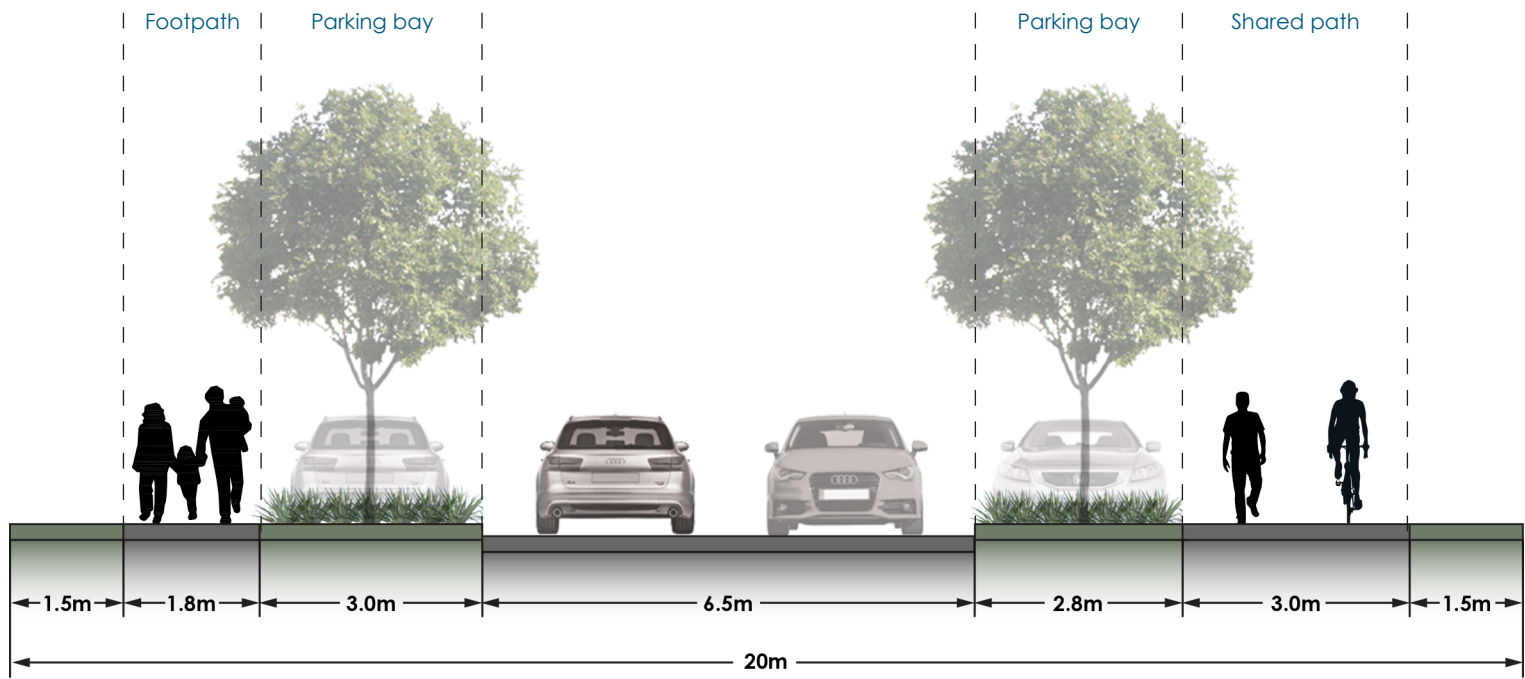 Footpath
Parking bay
Parking bay
Shared path
1.5m
1.8m
3.0m
6.5m
2.8m
3.0m
1.5m
20m